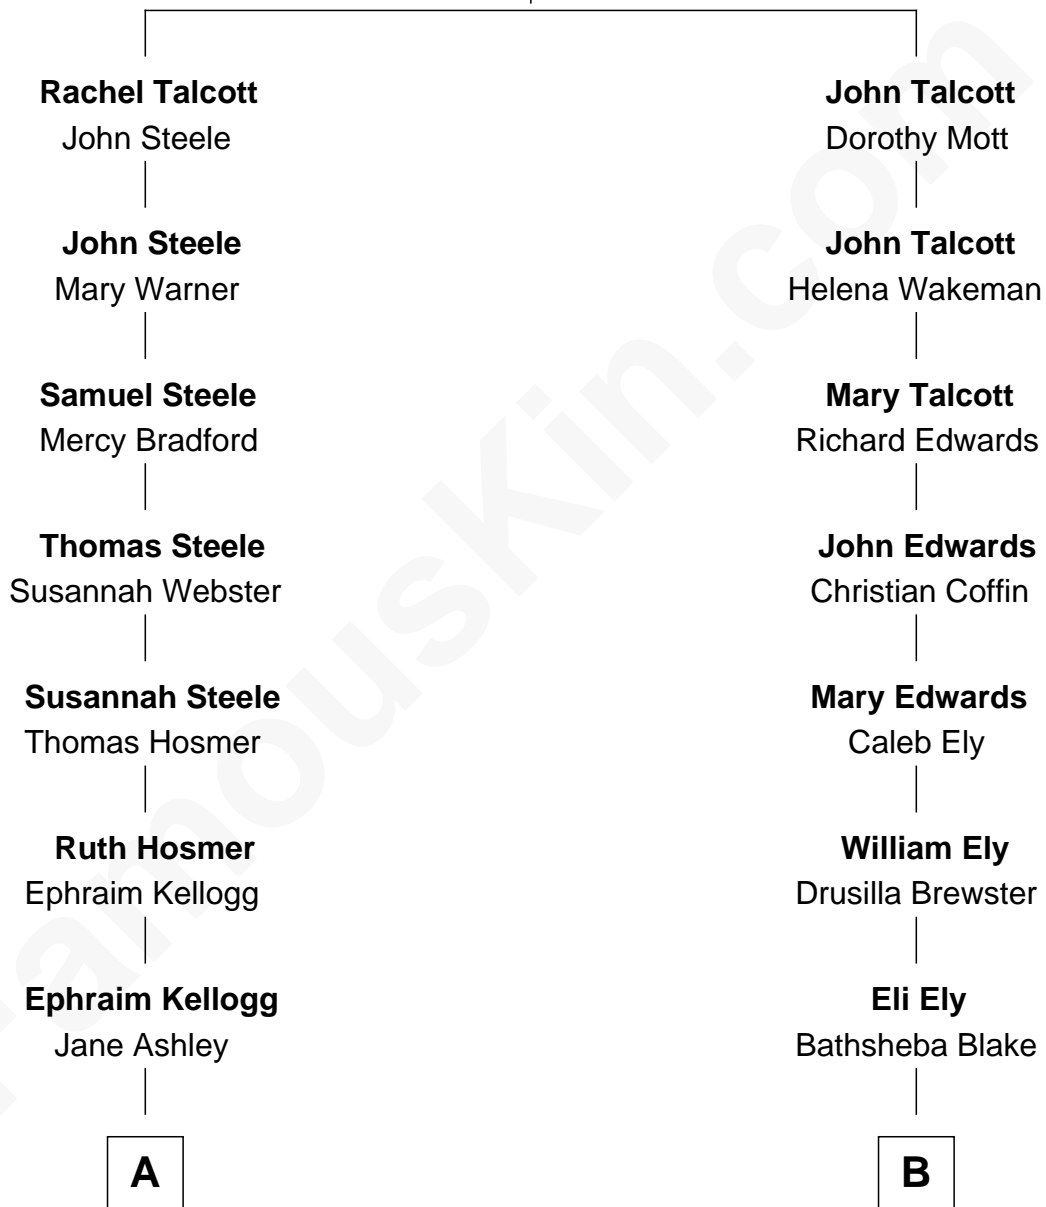 Rachel Talcott
John Steele
John Steele
Mary Warner
Samuel Steele
Mercy Bradford
Thomas Steele
Susannah Webster
Susannah Steele
Thomas Hosmer
Ruth Hosmer
Ephraim Kellogg
Ephraim Kellogg
Jane Ashley
A
John Talcott
Dorothy Mott
John Talcott
Helena Wakeman
Mary Talcott
Richard Edwards
John Edwards
Christian Coffin
Mary Edwards
Caleb Ely
William Ely
Drusilla Brewster
Eli Ely
Bathsheba Blake
B
FamousKin.com